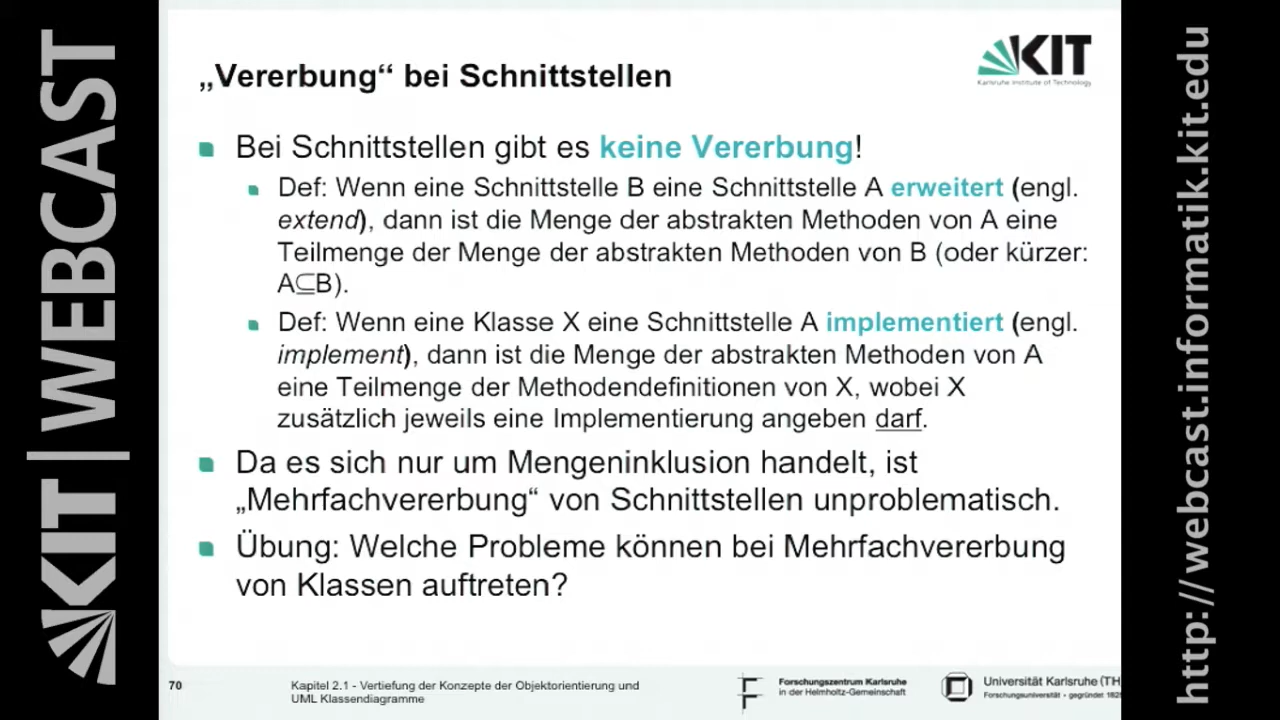 KIT | WEBCAST
„Vererbung“ bei Schnittstellen
KIT
Karlsruhe Institute of Technology
Bei Schnittstellen gibt es keine Vererbung!
Def: Wenn eine Schnittstelle B eine Schnittstelle A erweitert (engl.
extend), dann ist die Menge der abstrakten Methoden von A eine
Teilmenge der Menge der abstrakten Methoden von B (oder kürzer:
A⊆B).
Def: Wenn eine Klasse X eine Schnittstelle A implementiert (engl.
implement), dann ist die Menge der abstrakten Methoden von A
eine Teilmenge der Methodendefinitionen von X, wobei X
zusätzlich jeweils eine Implementierung angeben darf.
Da es sich nur um Mengeninklusion handelt, ist
„Mehrfachvererbung“ von Schnittstellen unproblematisch.
Übung: Welche Probleme können bei Mehrfachvererbung
von Klassen auftreten?
70
Kapitel 2.1 - Vertiefung der Konzepte der Objektorientierung und
UML Klassendiagramme
Forschungszentrum Karlsruhe
in der Helmholtz-Gemeinschaft
Universität Karlsruhe (TH
Forschungsuniversität • gegründet 182
http://webcast.informatik.kit.edu